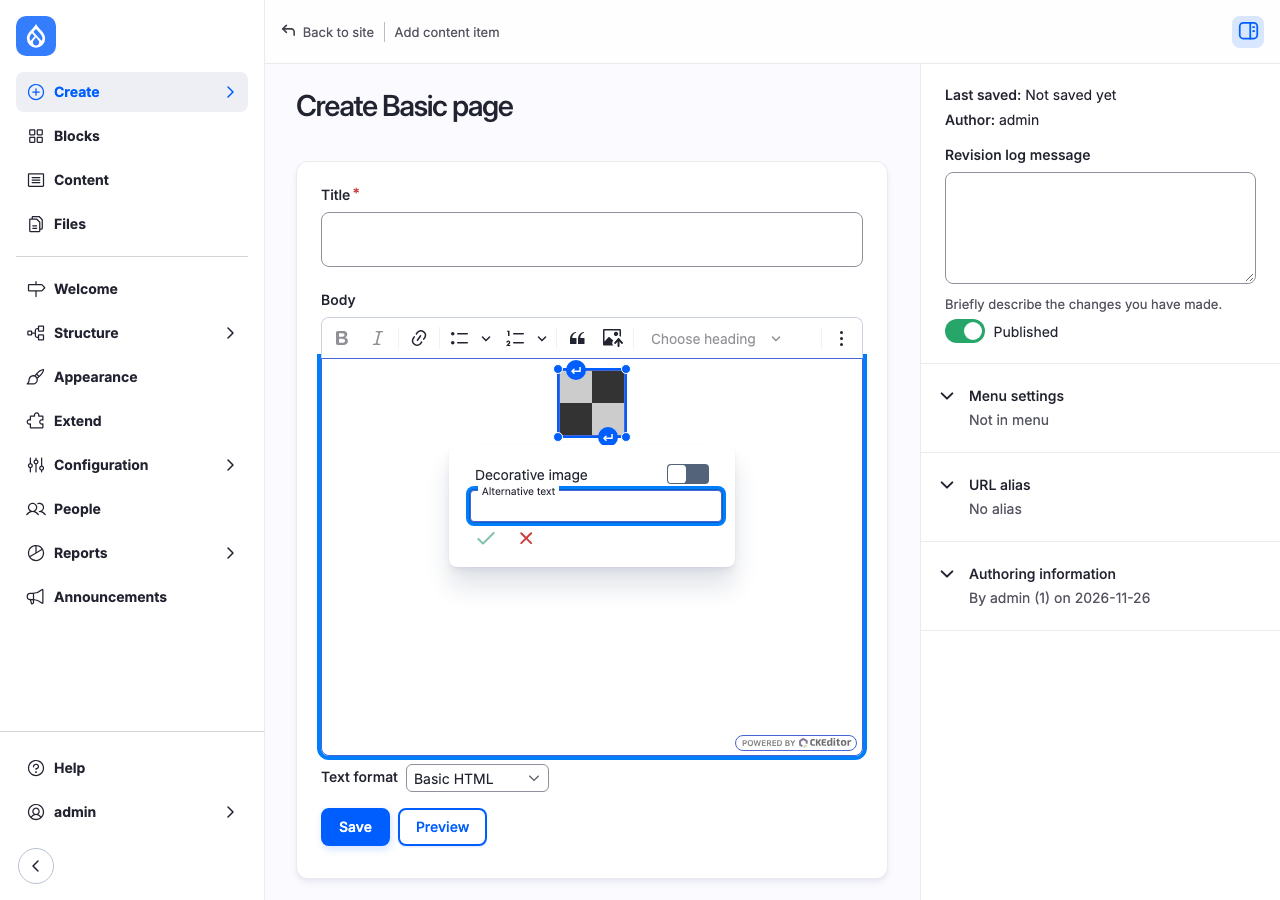 Back to site
Add content item
Create
Blocks
Content
Files
Welcome
Structure
Appearance
Extend
Configuration
People
Reports
Announcements
Help
admin
Create Basic page
Title *
Body
B I
Choose heading
Decorative image
Alternative text
POWERED BY CKEditor
Text format Basic HTML
Save Preview
Last saved: Not saved yet
Author: admin
Revision log message
Briefly describe the changes you have made.
Published
Menu settings
Not in menu
URL alias
No alias
Authoring information
By admin (1) on 2026-11-26